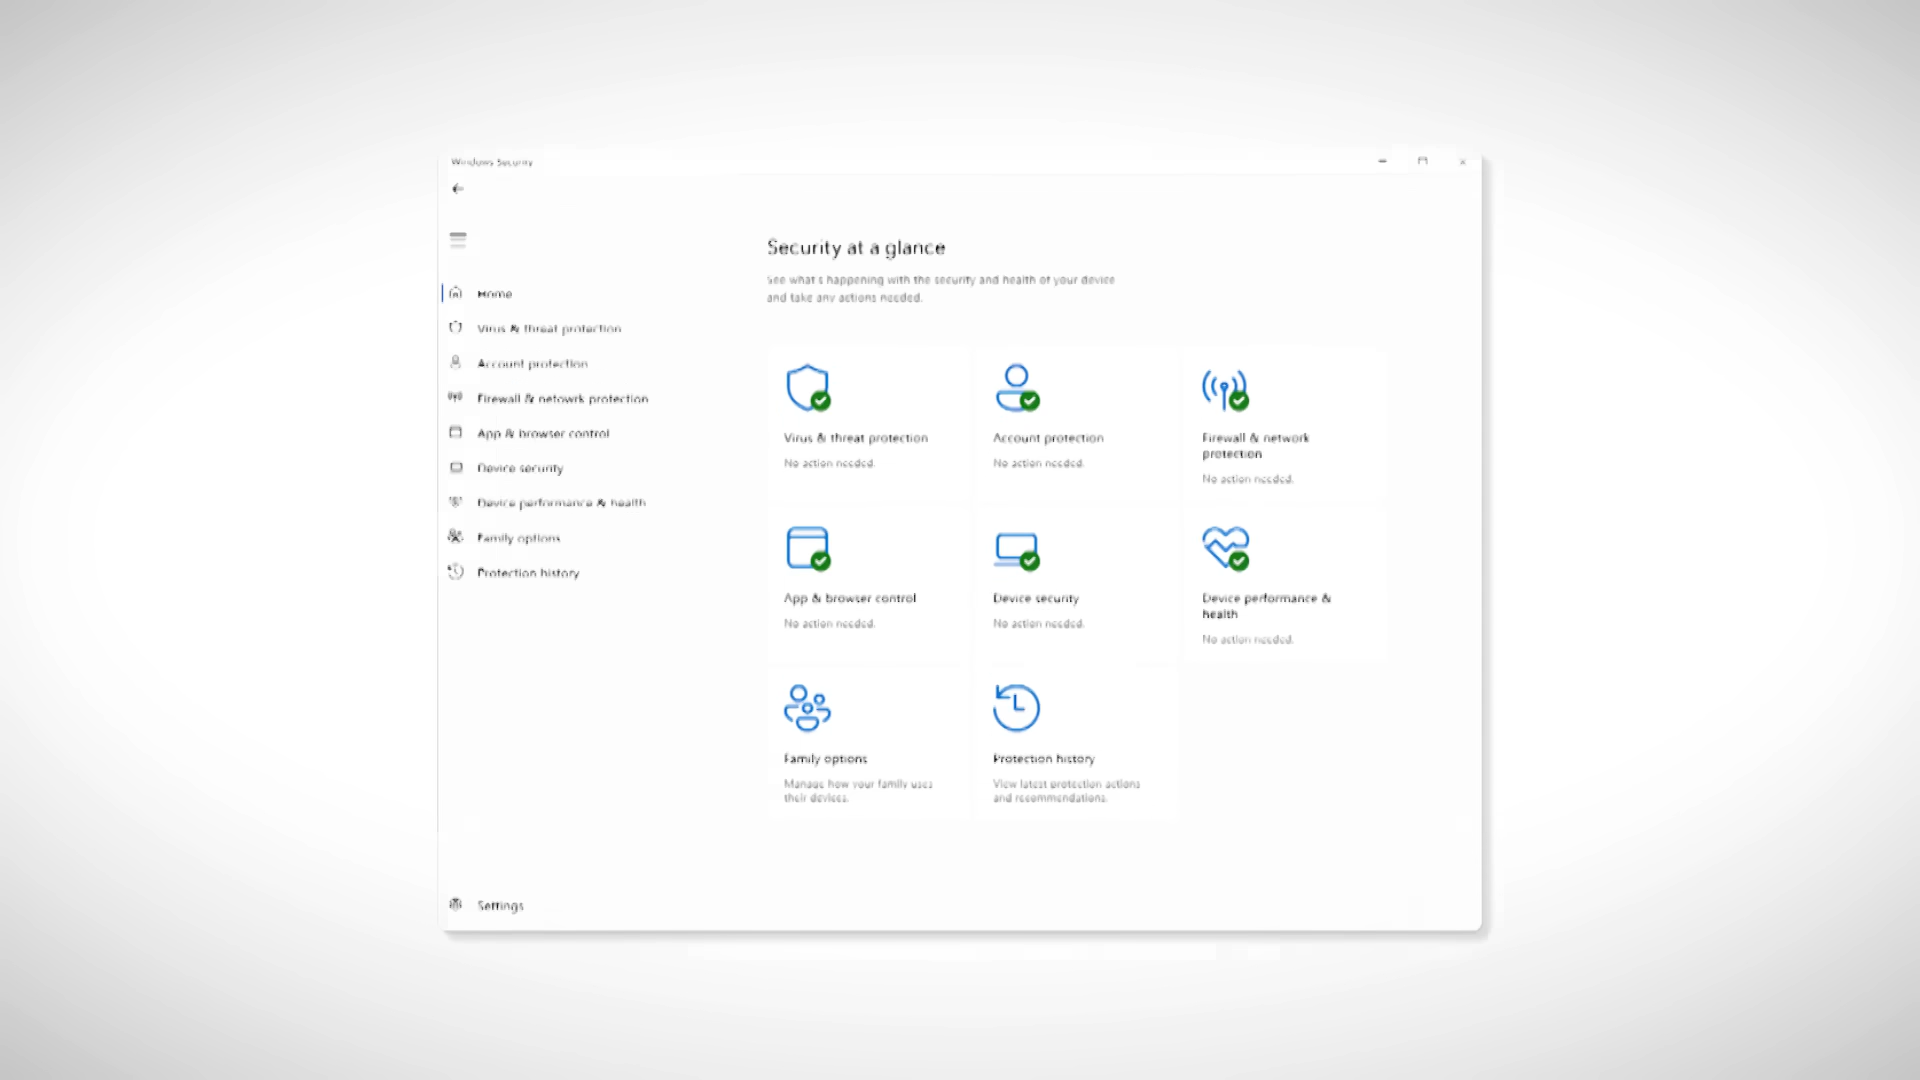 Windows Security
Home
Virus & threat protection
Account protection
Firewall & netowrk protection
App & browser control
Device security
Device performance & health
Family options
Protection history
Settings
Security at a glance
See what's happening with the security and health of your device
and take any actions needed.
Virus & threat protection
No action needed.
Account protection
No action needed.
Firewall & network
protection
No action needed.
App & browser control
No action needed.
Device security
No action needed.
Device performance &
health
No action needed.
Family options
Manage how your family uses
their devices.
Protection history
View latest protection actions
and recommendations.